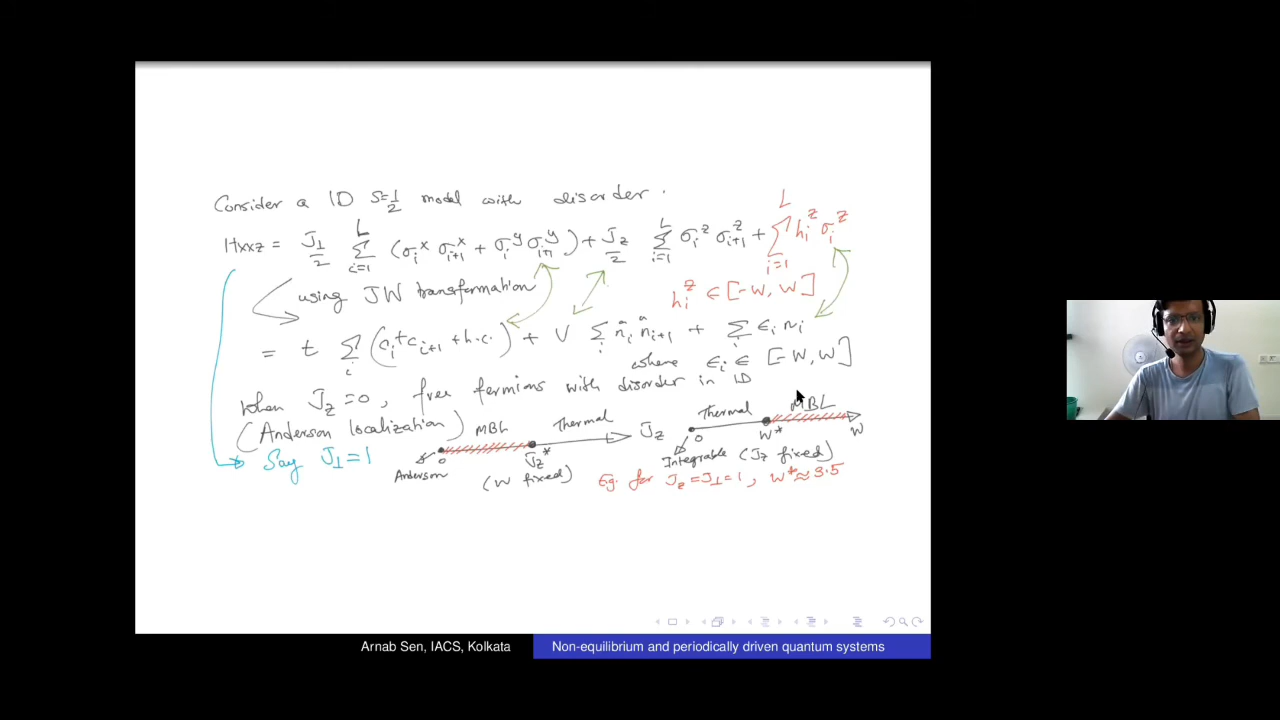 Consider a 1D S=1/2 model with disorder.
H_XXZ = J⊥/2 Σ_{i=1}^{L} (σ_i^x σ_{i+1}^x + σ_i^y σ_{i+1}^y) + J_z/2 Σ_{i=1}^{L} σ_i^z σ_{i+1}^z + Σ_{i=1}^{L} h_i^z σ_i^z
using JW transformation
h_i^z ∈ [-W, W]
= t Σ_i (c_i^† c_{i+1} + h.c.) + V Σ_i n̂_i n̂_{i+1} + Σ_i ε_i n_i
where ε_i ∈ [-W, W]
When J_z=0, free fermions with disorder in 1D
(Anderson localization)
* Say J⊥=1
MBL Thermal J_z
0 J_z*
Anderson (W fixed)
Thermal MBL
0 W* W
Integrable (J_z fixed)
Eg. for J_z=J⊥=1, W*≈3.5
Arnab Sen, IACS, Kolkata Non-equilibrium and periodically driven quantum systems